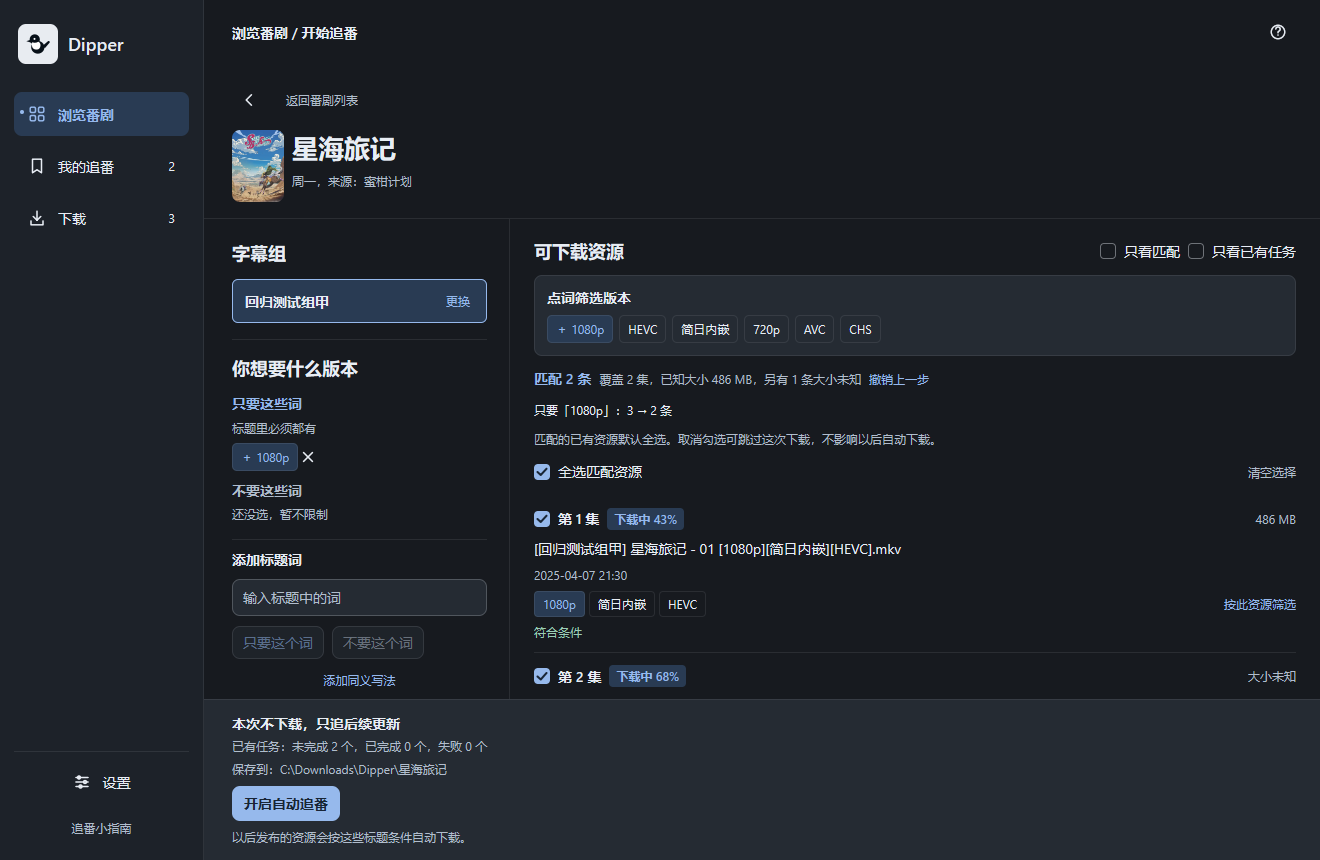 Dipper
浏览番剧
我的追番 2
下载 3
设置
追番小指南
浏览番剧 / 开始追番
返回番剧列表
星海旅记
周一，来源：蜜柑计划
字幕组
回归测试组甲 更换
你想要什么版本
只要这些词
标题里必须都有
+ 1080p
不要这些词
还没选，暂不限制
添加标题词
输入标题中的词
只要这个词 不要这个词
添加同义写法
可下载资源 只看匹配 只看已有任务
点词筛选版本
+ 1080p HEVC 简日内嵌 720p AVC CHS
匹配 2 条 覆盖 2 集，已知大小 486 MB，另有 1 条大小未知 撤销上一步
只要「1080p」：3 → 2 条
匹配的已有资源默认全选。取消勾选可跳过这次下载，不影响以后自动下载。
全选匹配资源 清空选择
第 1 集 下载中 43% 486 MB
[回归测试组甲] 星海旅记 - 01 [1080p][简日内嵌][HEVC].mkv
2025-04-07 21:30
1080p 简日内嵌 HEVC 按此资源筛选
符合条件
第 2 集 下载中 68% 大小未知
本次不下载，只追后续更新
已有任务：未完成 2 个，已完成 0 个，失败 0 个
保存到：C:\Downloads\Dipper\星海旅记
开启自动追番
以后发布的资源会按这些标题条件自动下载。